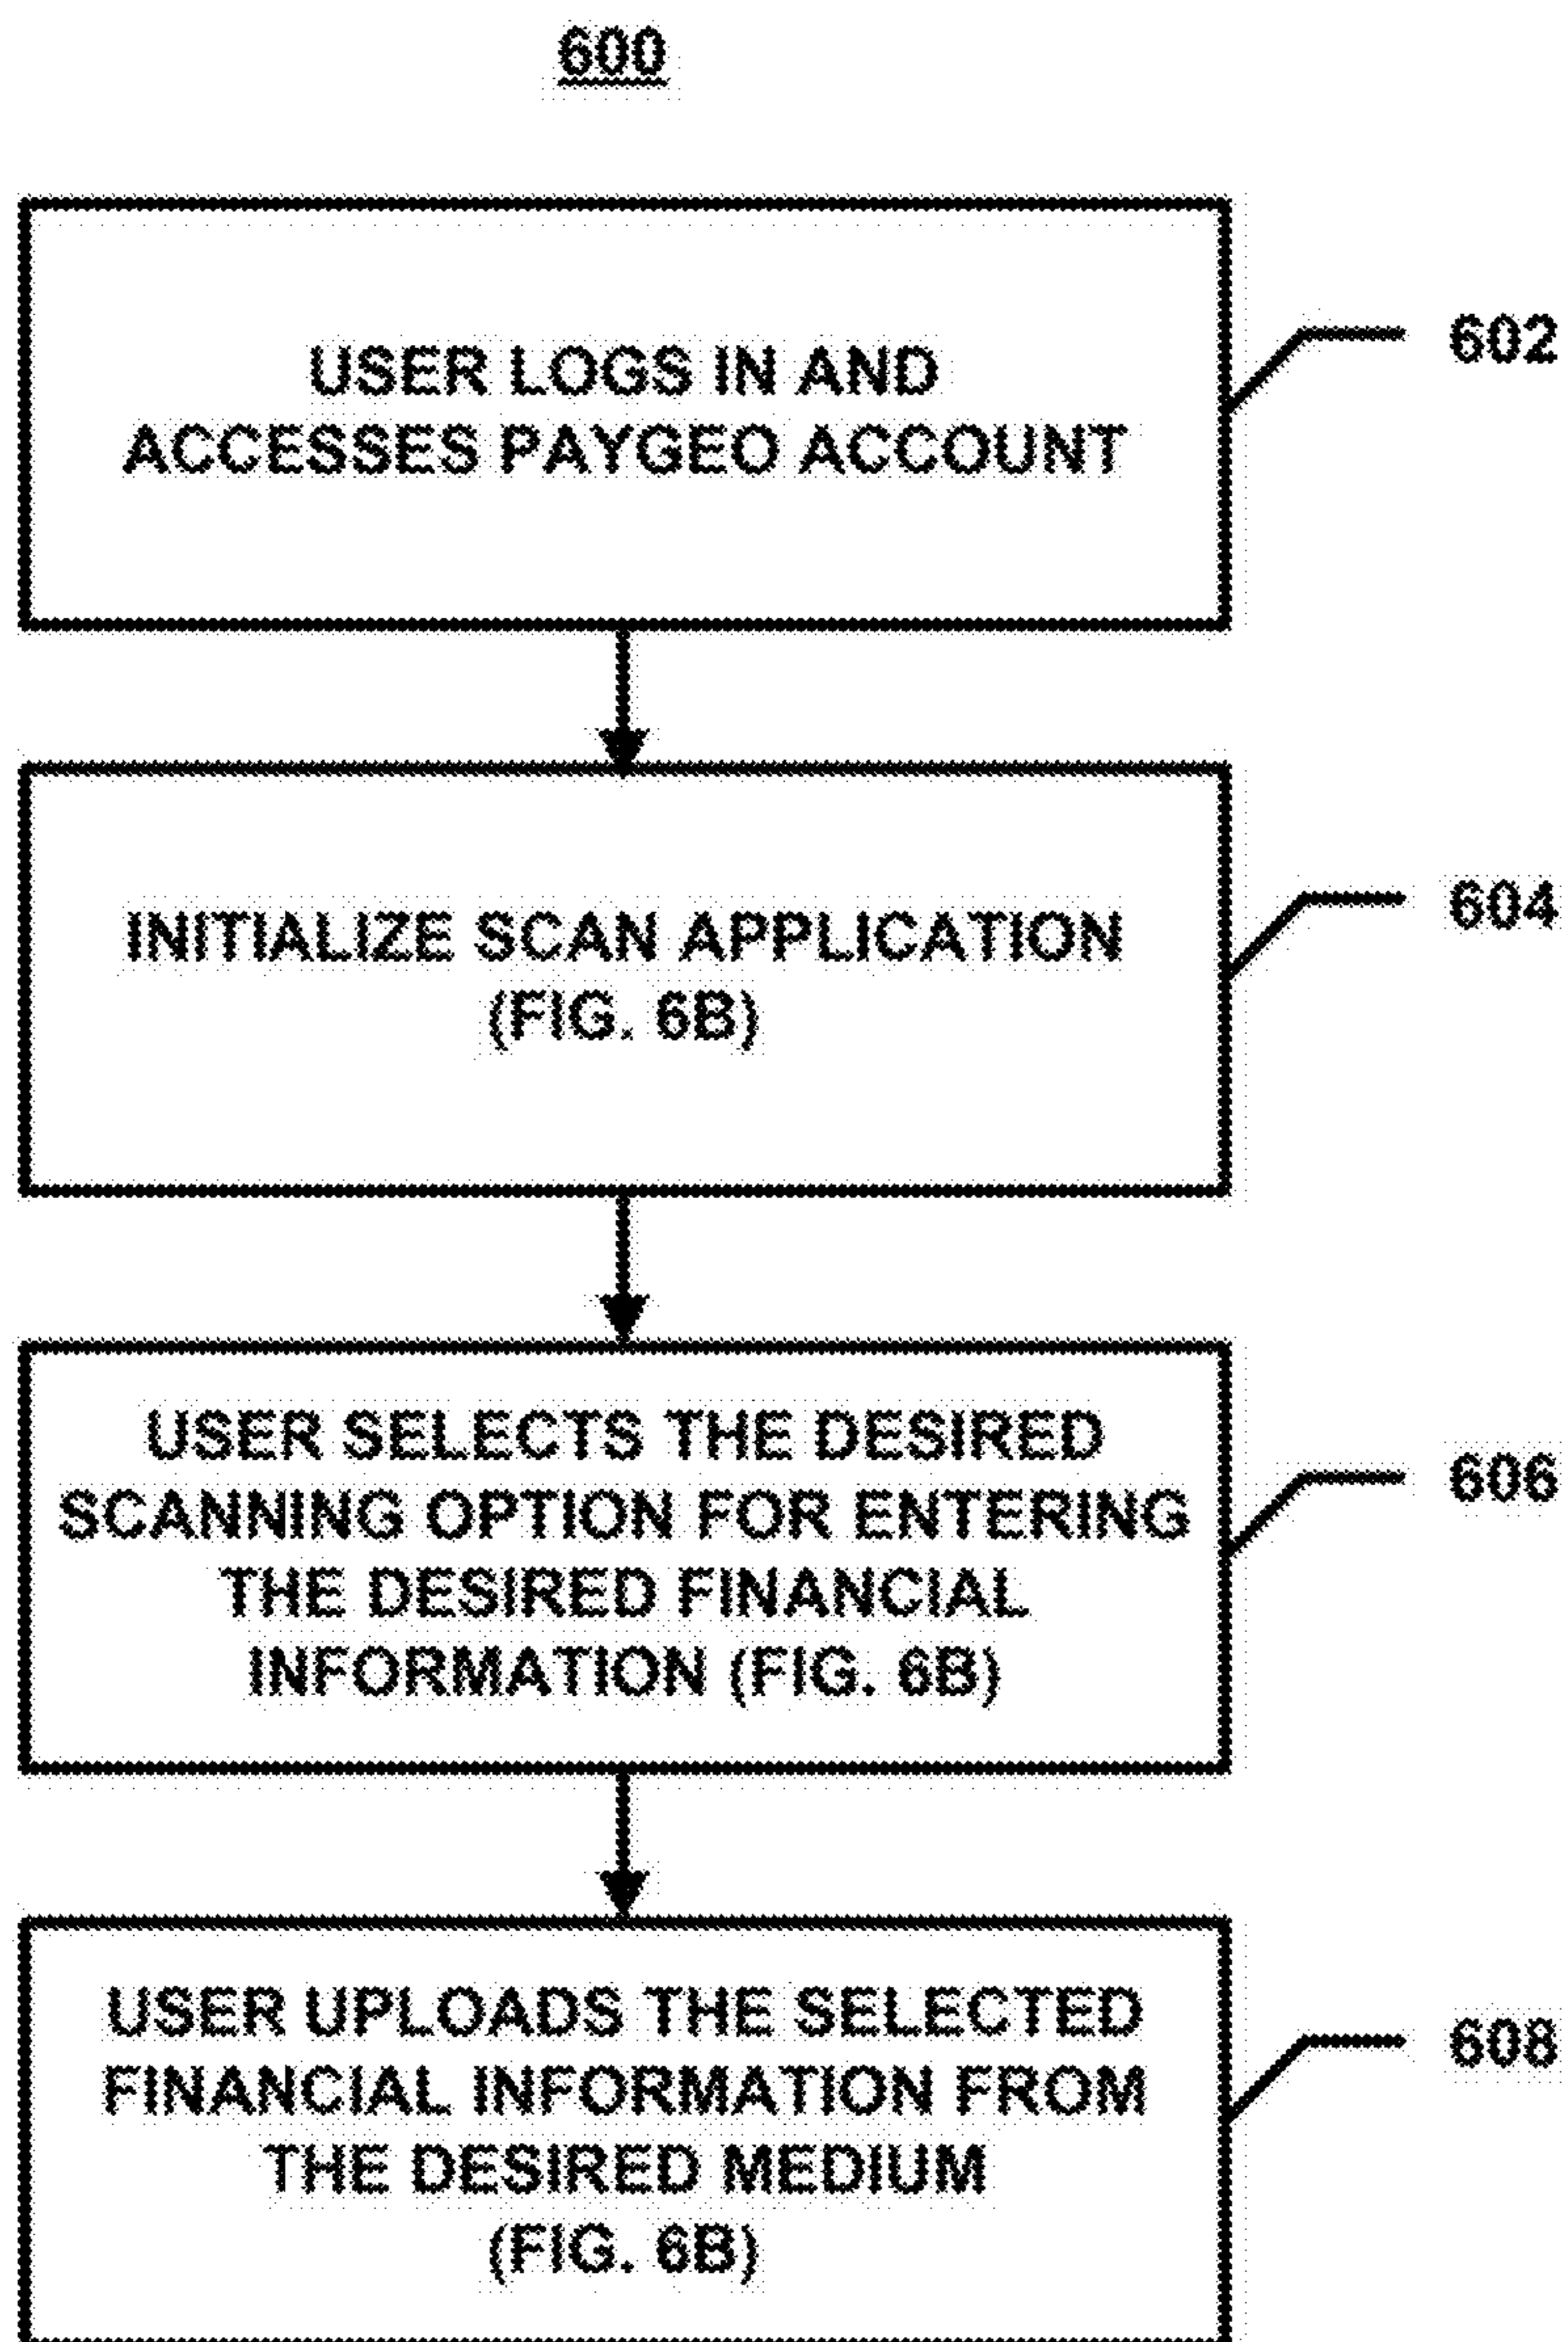 600
USER LOGS IN AND
ACCESSES PAYGEO ACCOUNT
602
INITIALIZE SCAN APPLICATION
(FIG. 6B)
604
USER SELECTS THE DESIRED
SCANNING OPTION FOR ENTERING
THE DESIRED FINANCIAL
INFORMATION (FIG. 6B)
606
USER UPLOADS THE SELECTED
FINANCIAL INFORMATION FROM
THE DESIRED MEDIUM
(FIG. 6B)
608